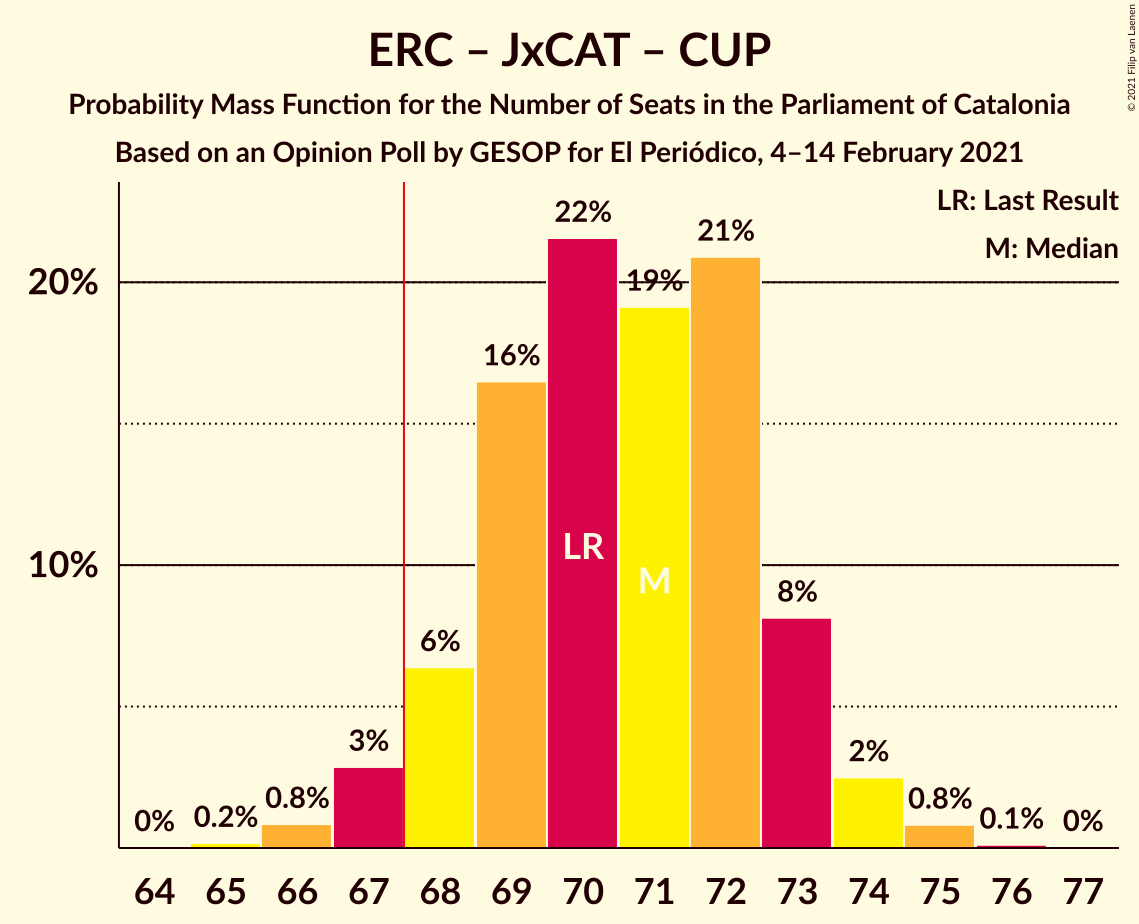 ERC – JxCAT – CUP
Probability Mass Function for the Number of Seats in the Parliament of Catalonia
Based on an Opinion Poll by GESOP for El Periódico, 4–14 February 2021
© 2021 Filip van Laenen
LR: Last Result
M: Median
20%
10%
0%
0.2%
0.8%
3%
6%
16%
22%
19%
21%
8%
2%
0.8%
0.1%
0%
LR
M
64 65 66 67 68 69 70 71 72 73 74 75 76 77